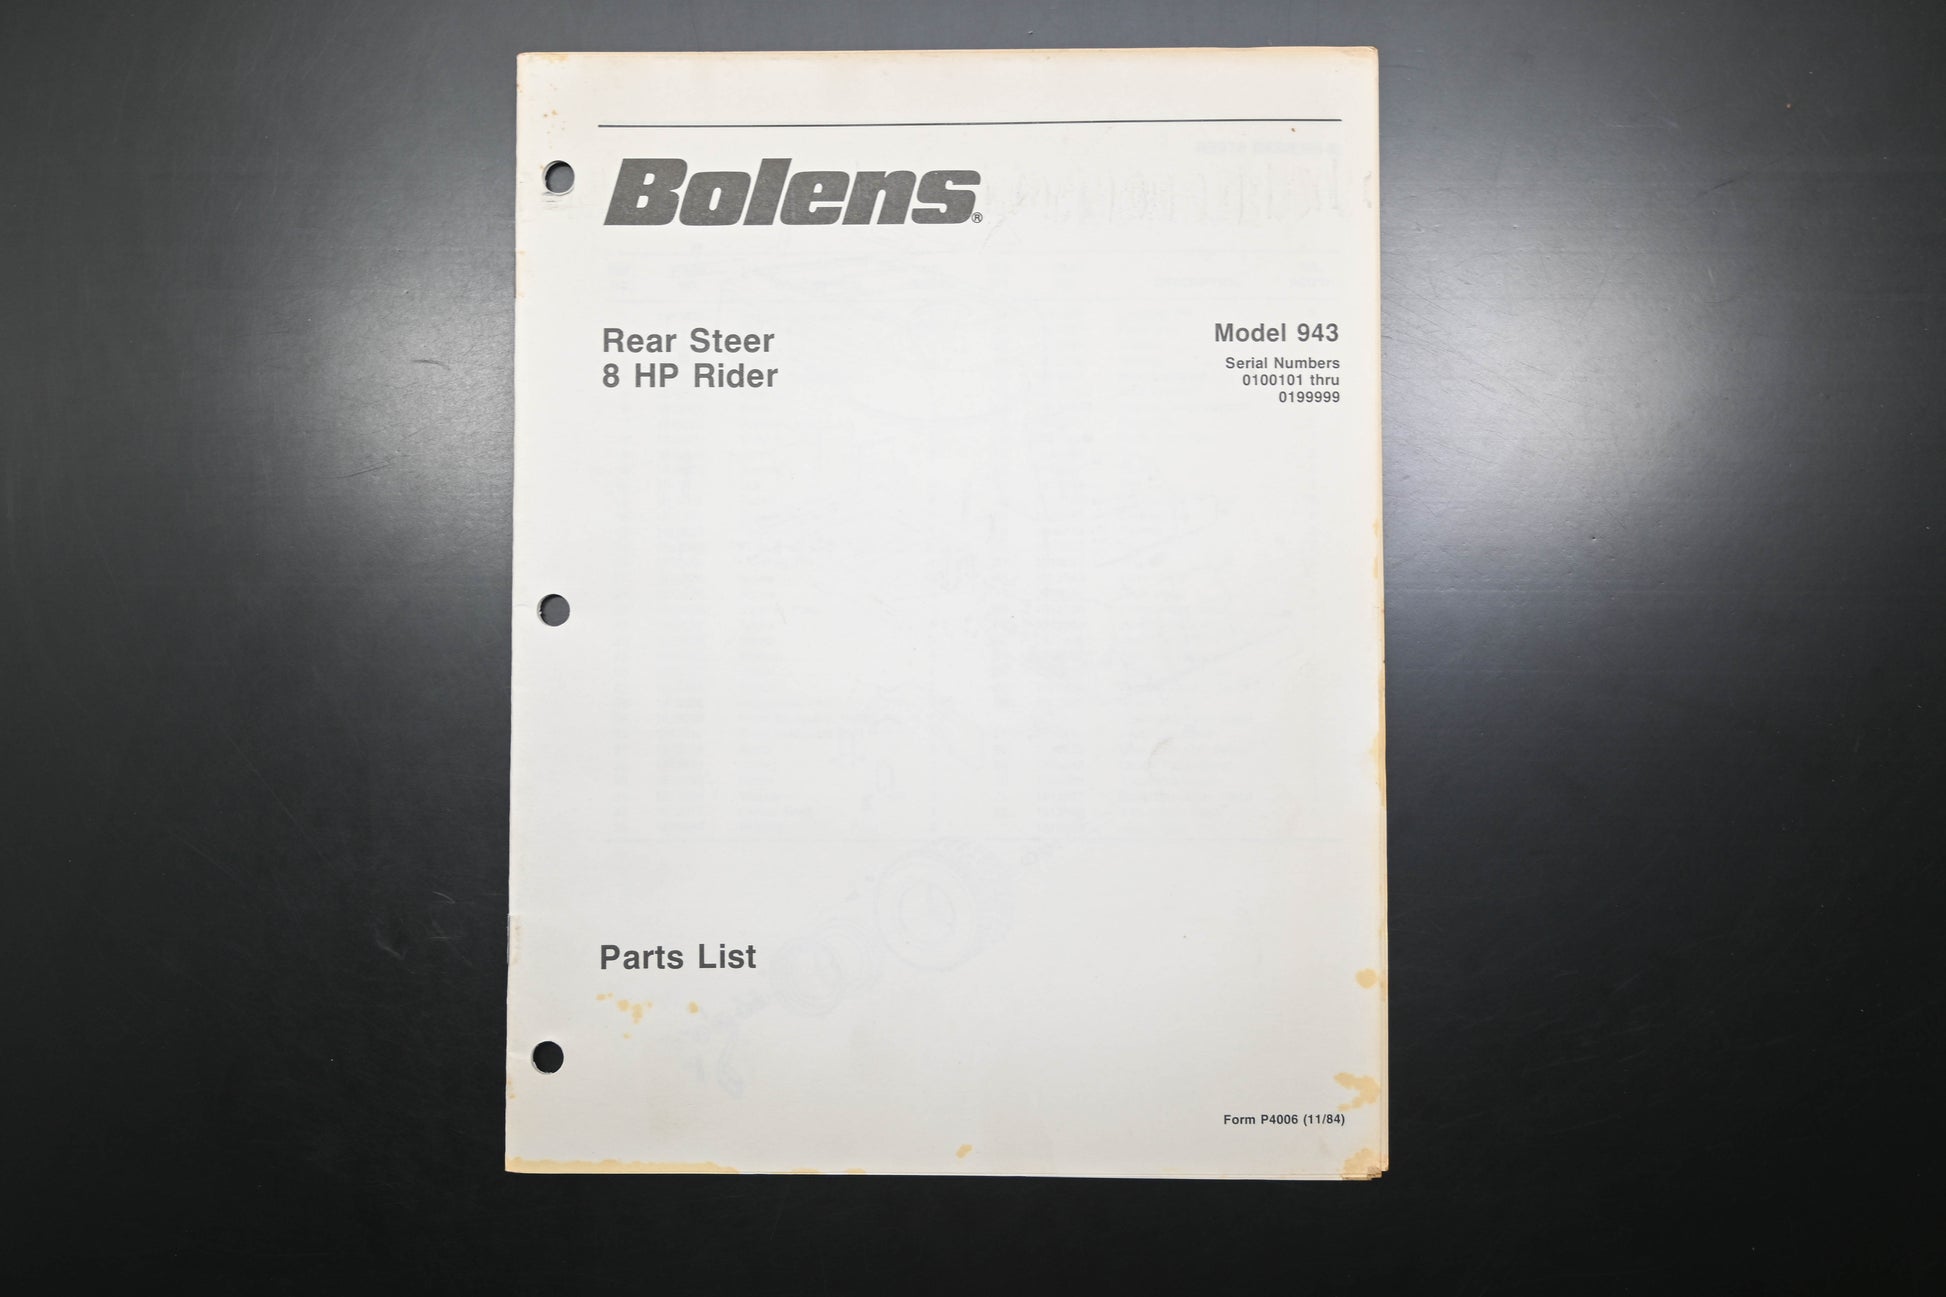 Bolens®
Rear Steer
8 HP Rider
Model 943
Serial Numbers
0100101 thru
0199999
Parts List
Form P4006 (11/84)